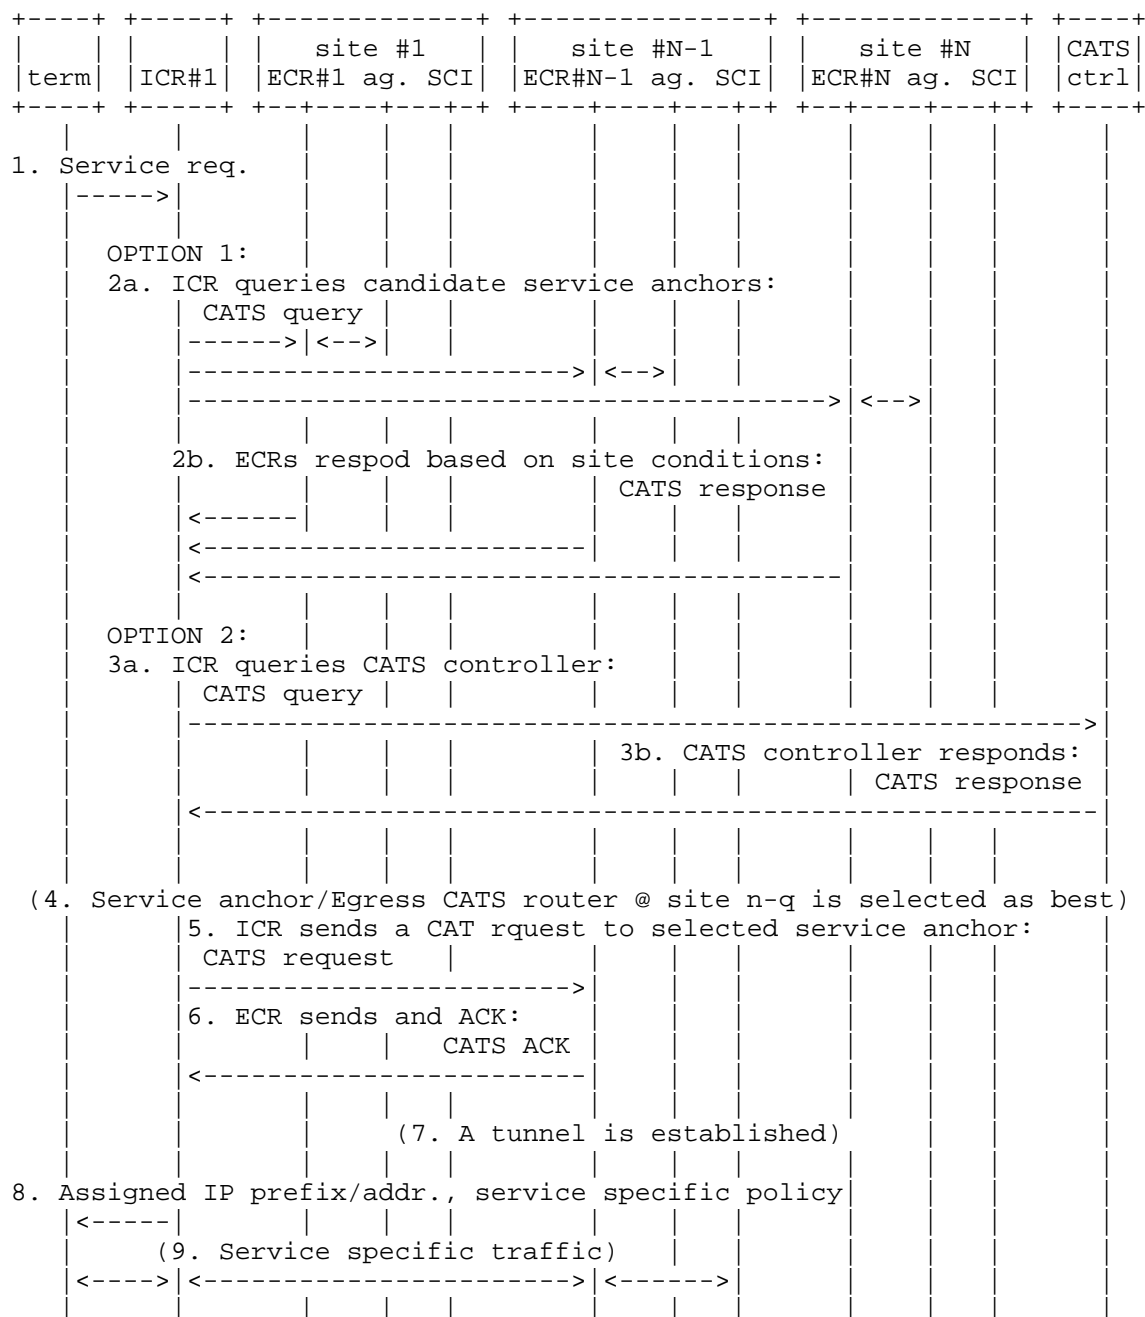 site #1 site #N-1 site #N CATS
term ICR#1 ECR#1 ag. SCI ECR#N-1 ag. SCI ECR#N ag. SCI ctrl
1. Service req.
OPTION 1:
2a. ICR queries candidate service anchors:
CATS query
2b. ECRs respod based on site conditions:
CATS response
OPTION 2:
3a. ICR queries CATS controller:
CATS query
3b. CATS controller responds:
CATS response
(4. Service anchor/Egress CATS router @ site n-q is selected as best)
5. ICR sends a CAT rquest to selected service anchor:
CATS request
6. ECR sends and ACK:
CATS ACK
(7. A tunnel is established)
8. Assigned IP prefix/addr., service specific policy
(9. Service specific traffic)